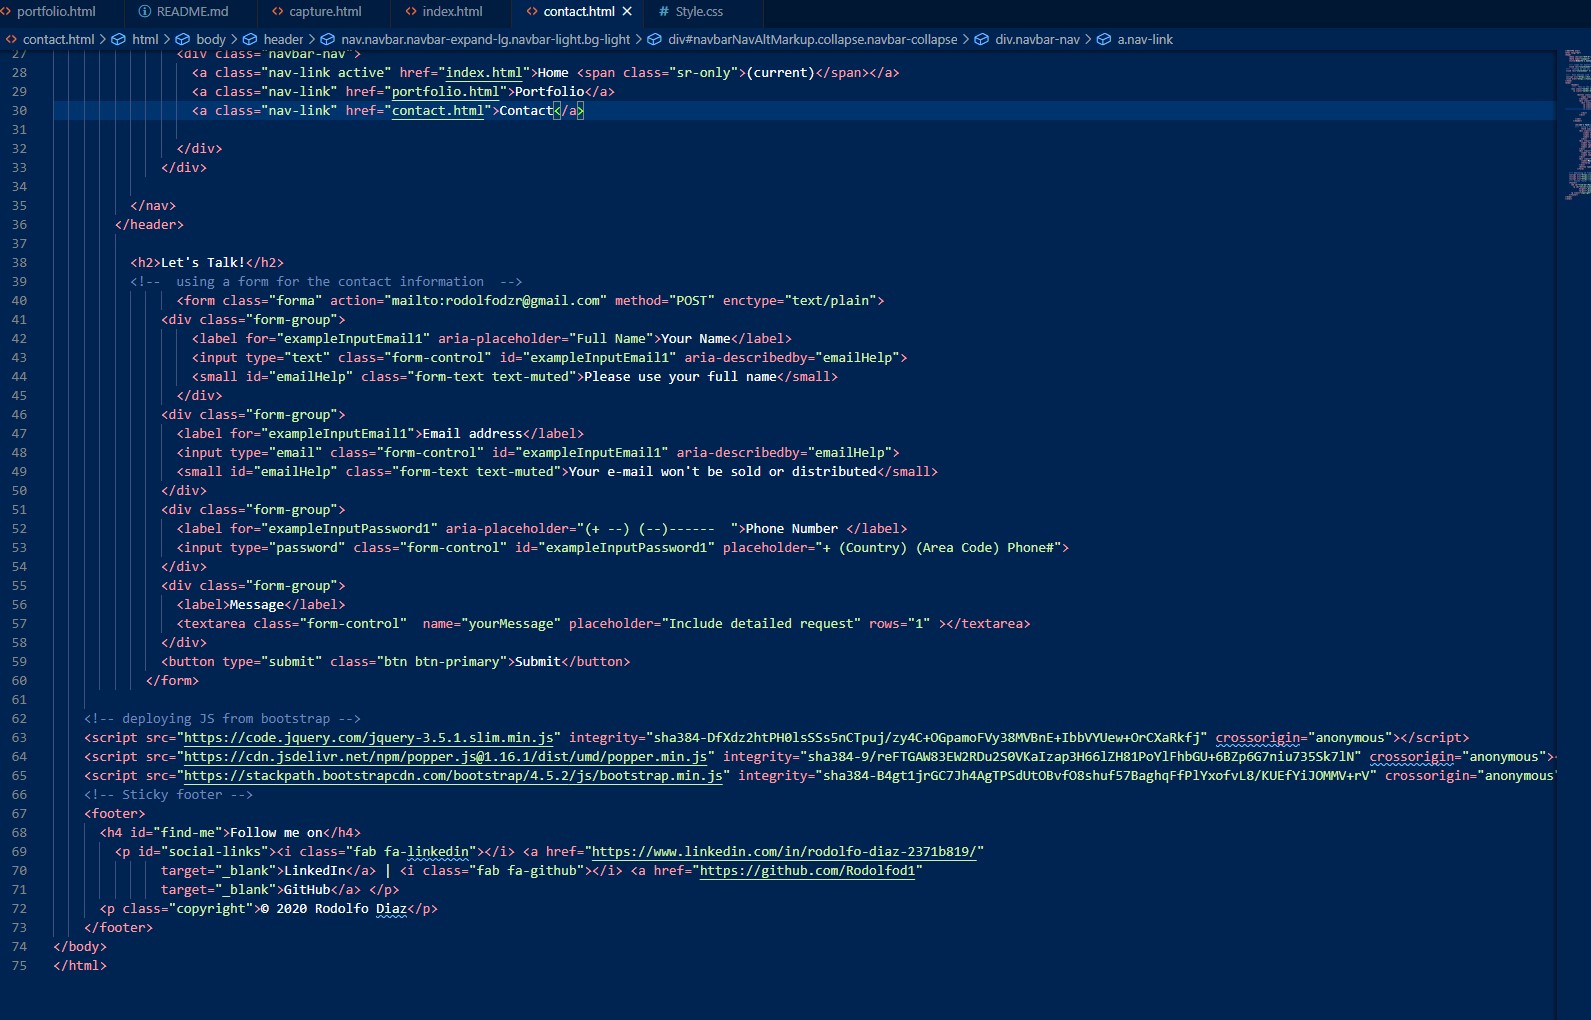 portfolio.html README.md capture.html index.html contact.html × # Style.css
contact.html > html > body > header > nav.navbar.navbar-expand-lg.navbar-light.bg-light > div#navbarNavAltMarkup.collapse.navbar-collapse > div.navbar-nav > a.nav-link
27 <div class="navbar-nav">
28 <a class="nav-link active" href="index.html">Home <span class="sr-only">(current)</span></a>
29 <a class="nav-link" href="portfolio.html">Portfolio</a>
30 <a class="nav-link" href="contact.html">Contact</a>
31
32 </div>
33 </div>
34
35 </nav>
36 </header>
37
38 <h2>Let's Talk!</h2>
39 <!--  using a form for the contact information  -->
40 <form class="forma" action="mailto:rodolfodzr@gmail.com" method="POST" enctype="text/plain">
41 <div class="form-group">
42 <label for="exampleInputEmail1" aria-placeholder="Full Name">Your Name</label>
43 <input type="text" class="form-control" id="exampleInputEmail1" aria-describedby="emailHelp">
44 <small id="emailHelp" class="form-text text-muted">Please use your full name</small>
45 </div>
46 <div class="form-group">
47 <label for="exampleInputEmail1">Email address</label>
48 <input type="email" class="form-control" id="exampleInputEmail1" aria-describedby="emailHelp">
49 <small id="emailHelp" class="form-text text-muted">Your e-mail won't be sold or distributed</small>
50 </div>
51 <div class="form-group">
52 <label for="exampleInputPassword1" aria-placeholder="(+ --) (--)------  ">Phone Number </label>
53 <input type="password" class="form-control" id="exampleInputPassword1" placeholder="+ (Country) (Area Code) Phone#">
54 </div>
55 <div class="form-group">
56 <label>Message</label>
57 <textarea class="form-control"  name="yourMessage" placeholder="Include detailed request" rows="1" ></textarea>
58 </div>
59 <button type="submit" class="btn btn-primary">Submit</button>
60 </form>
61
62 <!-- deploying JS from bootstrap -->
63 <script src="https://code.jquery.com/jquery-3.5.1.slim.min.js" integrity="sha384-DfXdz2htPH0lsSSs5nCTpuj/zy4C+OGpamoFVy38MVBnE+IbbVYUew+OrCXaRkfj" crossorigin="anonymous"></script>
64 <script src="https://cdn.jsdelivr.net/npm/popper.js@1.16.1/dist/umd/popper.min.js" integrity="sha384-9/reFTGAW83EW2RDu2S0VKaIzap3H66lZH81PoYlFhbGU+6BZp6G7niu735Sk7lN" crossorigin="anonymous">
65 <script src="https://stackpath.bootstrapcdn.com/bootstrap/4.5.2/js/bootstrap.min.js" integrity="sha384-B4gt1jrGC7Jh4AgTPSdUtOBvfO8shuf57BaghqFfPlYxofvL8/KUEfYiJOMMV+rV" crossorigin="anonymous"
66 <!-- Sticky footer -->
67 <footer>
68 <h4 id="find-me">Follow me on</h4>
69 <p id="social-links"><i class="fab fa-linkedin"></i> <a href="https://www.linkedin.com/in/rodolfo-diaz-2371b819/"
70 target="_blank">LinkedIn</a> | <i class="fab fa-github"></i> <a href="https://github.com/Rodolfod1"
71 target="_blank">GitHub</a> </p>
72 <p class="copyright">© 2020 Rodolfo Diaz</p>
73 </footer>
74 </body>
75 </html>